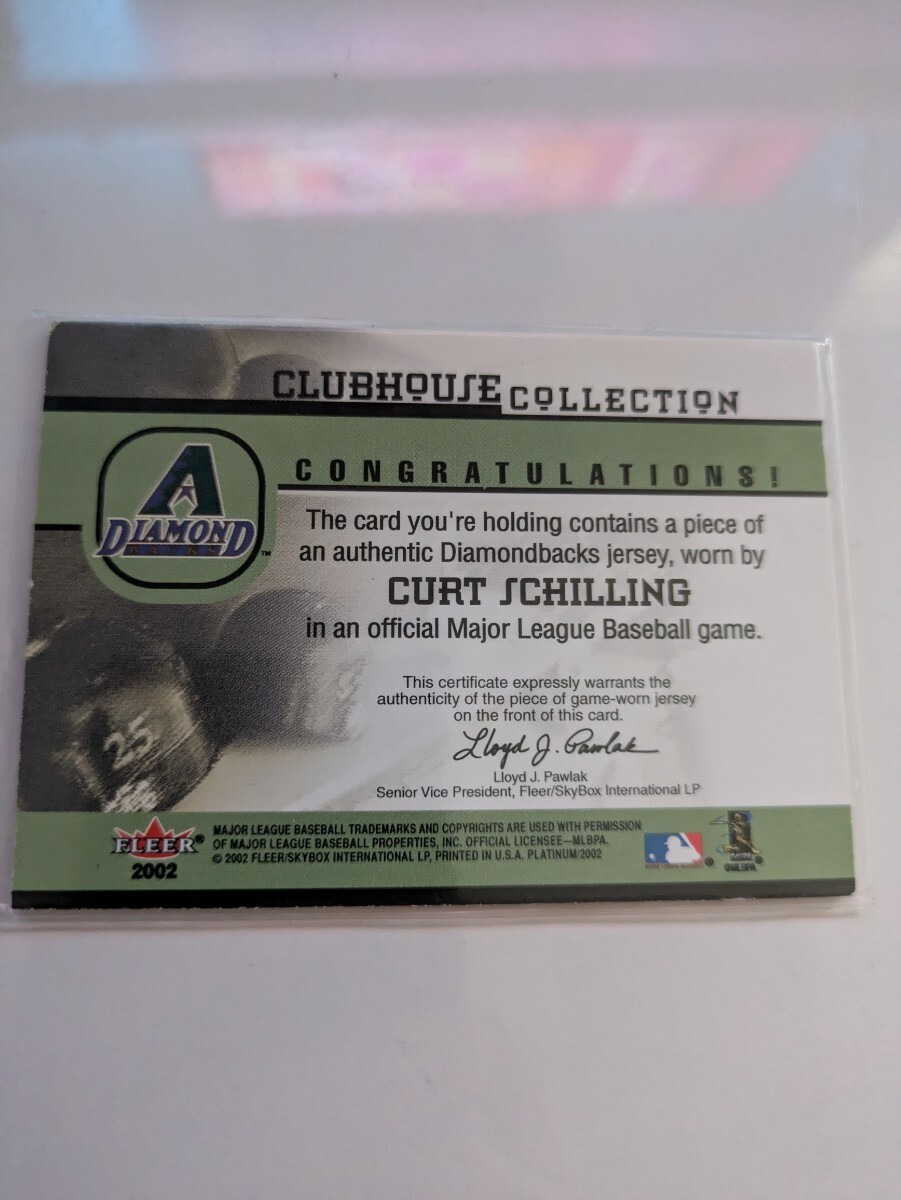 CLUBHOUSE COLLECTION
CONGRATULATIONS!
A
DIAMOND
BACKS
™
The card you're holding contains a piece of
an authentic Diamondbacks jersey, worn by
CURT SCHILLING
in an official Major League Baseball game.
25
This certificate expressly warrants the
authenticity of the piece of game-worn jersey
on the front of this card.
Lloyd J. Pawlak
Lloyd J. Pawlak
Senior Vice President, Fleer/SkyBox International LP
FLEER®
2002
MAJOR LEAGUE BASEBALL TRADEMARKS AND COPYRIGHTS ARE USED WITH PERMISSION
OF MAJOR LEAGUE BASEBALL PROPERTIES, INC. OFFICIAL LICENSEE—MLBPA.
© 2002 FLEER/SKYBOX INTERNATIONAL LP, PRINTED IN U.S.A. PLATINUM/2002
©MLBPA